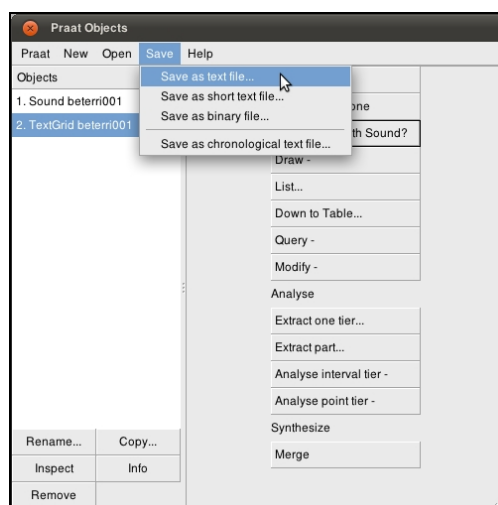 Praat Objects
Praat New Open Save Help
Objects
1. Sound beterri001
2. TextGrid beterri001
Save as text file...
Save as short text file...
Save as binary file...
Save as chronological text file...
one
th Sound?
Draw -
List...
Down to Table...
Query -
Modify -
Analyse
Extract one tier...
Extract part...
Analyse interval tier -
Analyse point tier -
Synthesize
Merge
Rename... Copy...
Inspect Info
Remove